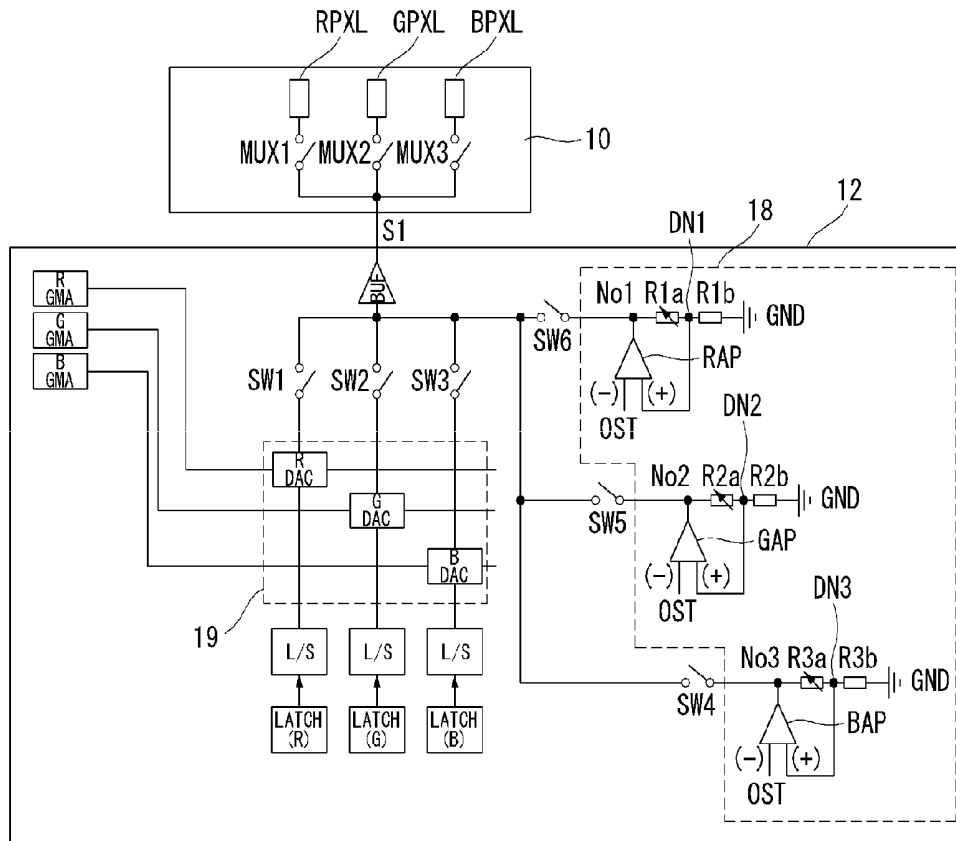 RPXL GPXL BPXL
MUX1 MUX2 MUX3
10
S1
12
18
DN1
R
GMA
G
GMA
B
GMA
BUF
No1 R1a R1b
GND
SW6
RAP
(-) (+)
OST
SW1 SW2 SW3
DN2
R
DAC
G
DAC
B
DAC
No2 R2a R2b
GND
SW5
GAP
(-) (+)
OST
DN3
19
L/S L/S L/S
No3 R3a R3b
GND
SW4
BAP
(-) (+)
OST
LATCH
(R)
LATCH
(G)
LATCH
(B)